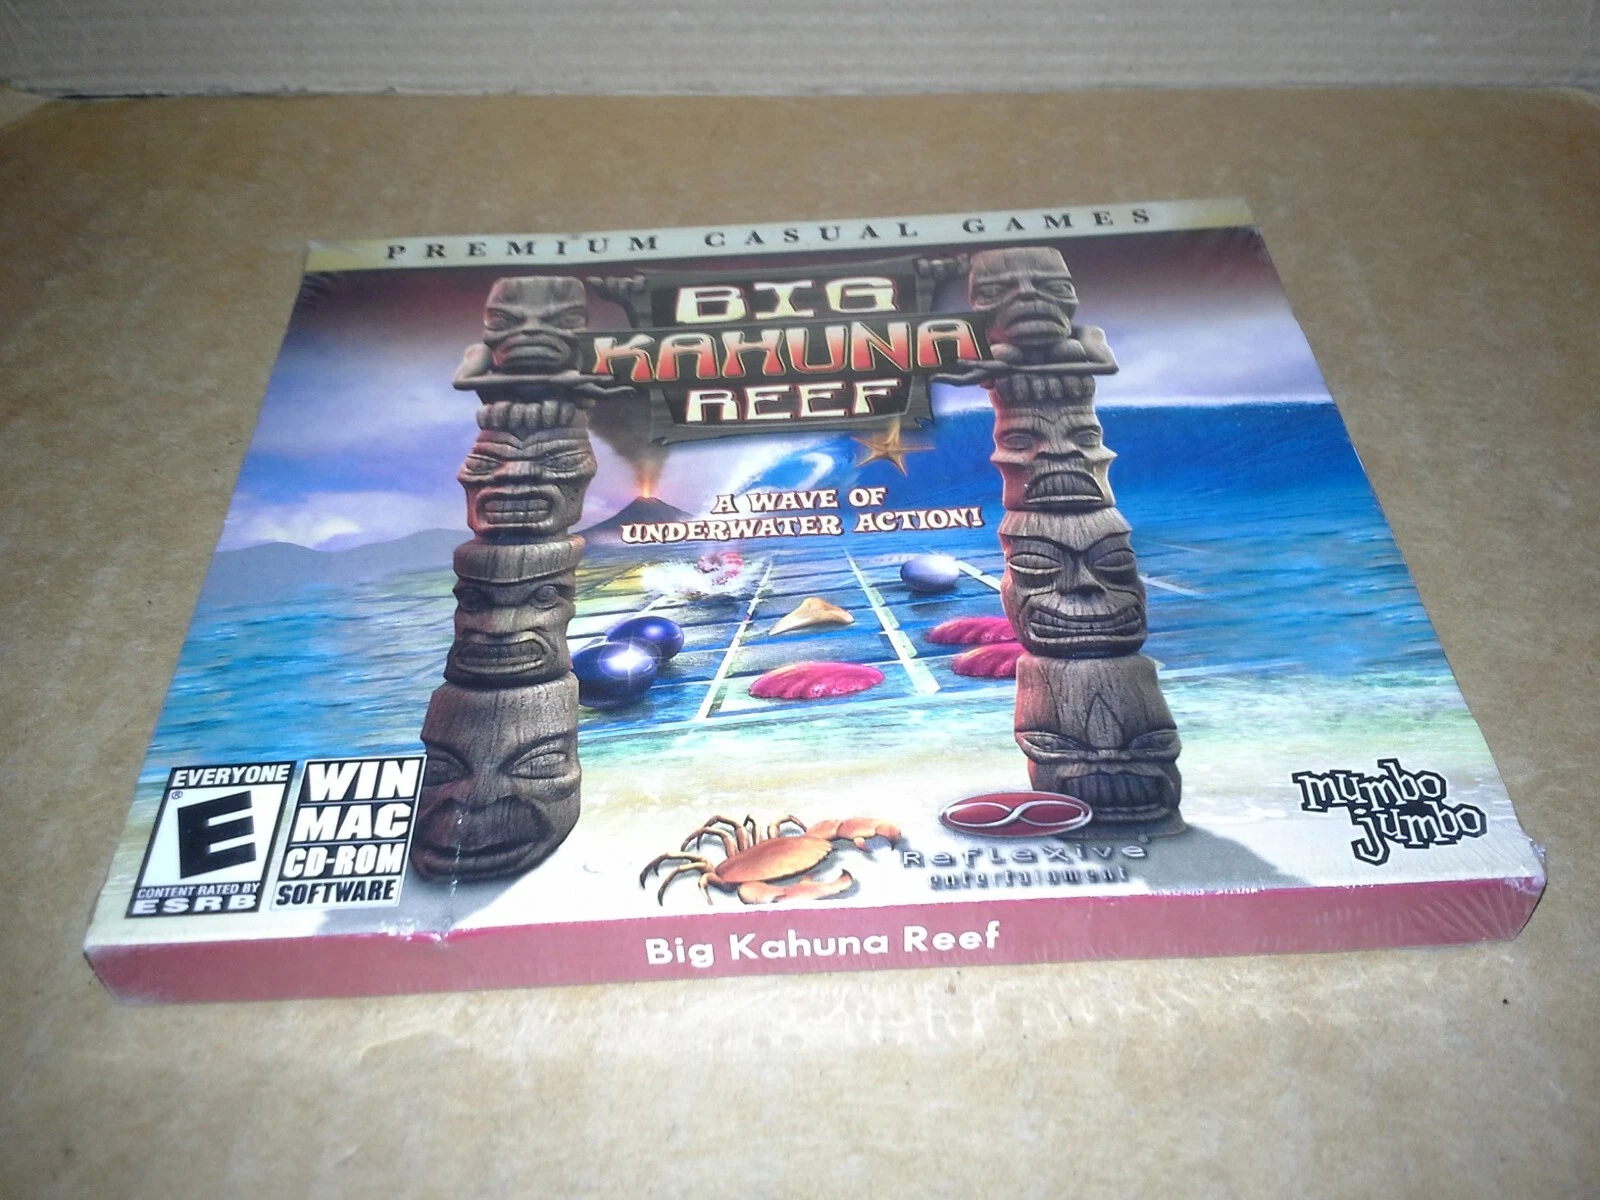 PREMIUM CASUAL GAMES
BIG
KAHUNA
REEF
A WAVE OF
UNDERWATER ACTION!
EVERYONE
E
®
CONTENT RATED BY
ESRB
WIN
MAC
CD-ROM
SOFTWARE
Reflexive
entertainment
mumbo
jumbo
Big Kahuna Reef